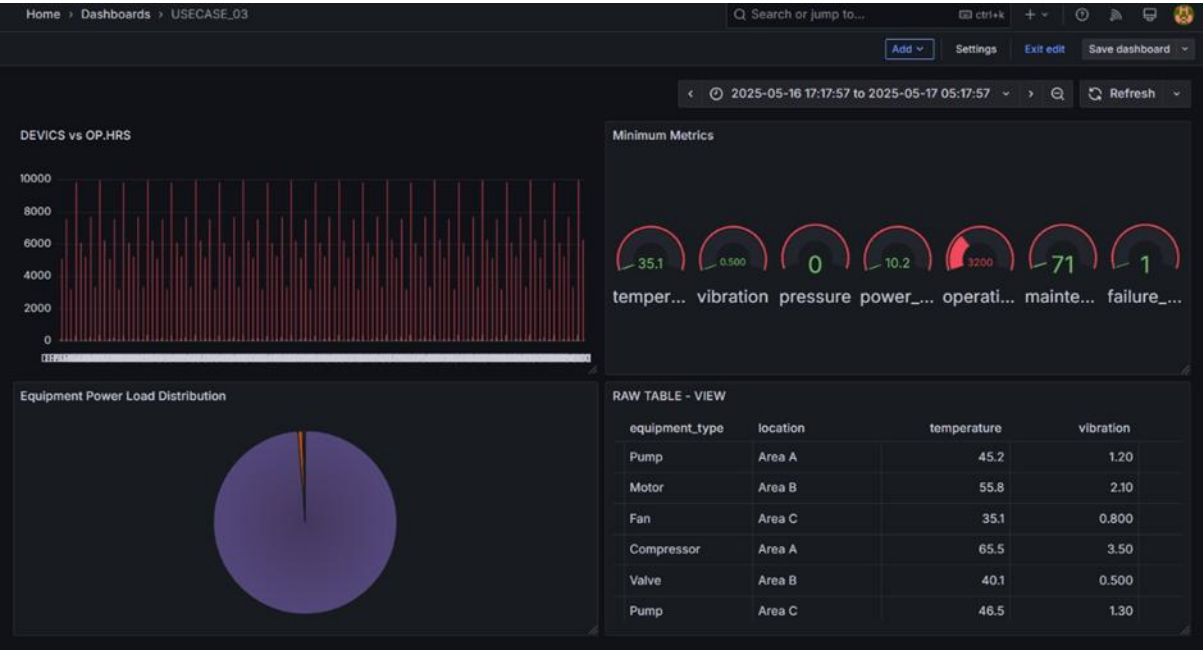 Home › Dashboards › USECASE_03
Search or jump to... ctrl+k
Add Settings Exit edit Save dashboard
2025-05-16 17:17:57 to 2025-05-17 05:17:57 Refresh
DEVICS vs OP.HRS
10000
8000
6000
4000
2000
0
Minimum Metrics
35.1 0.500 0 10.2 3200 71 1
temper... vibration pressure power_... operati... mainte... failure_...
Equipment Power Load Distribution
RAW TABLE - VIEW
equipment_type location temperature vibration
Pump Area A 45.2 1.20
Motor Area B 55.8 2.10
Fan Area C 35.1 0.800
Compressor Area A 65.5 3.50
Valve Area B 40.1 0.500
Pump Area C 46.5 1.30